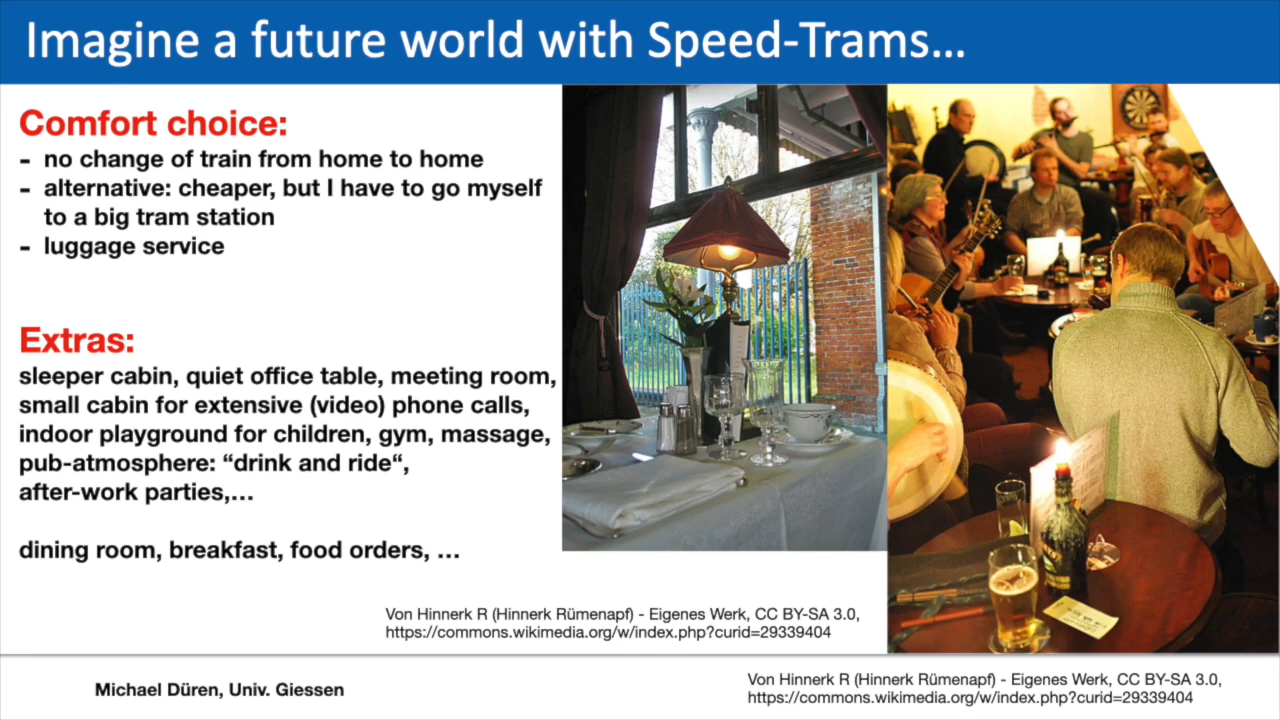 Imagine a future world with Speed-Trams...
Comfort choice:
- no change of train from home to home
- alternative: cheaper, but I have to go myself
to a big tram station
- luggage service
Extras:
sleeper cabin, quiet office table, meeting room,
small cabin for extensive (video) phone calls,
indoor playground for children, gym, massage,
pub-atmosphere: “drink and ride“,
after-work parties,...
dining room, breakfast, food orders, ...
Von Hinnerk R (Hinnerk Rümenapf) - Eigenes Werk, CC BY-SA 3.0,
https://commons.wikimedia.org/w/index.php?curid=29339404
Michael Düren, Univ. Giessen
Von Hinnerk R (Hinnerk Rümenapf) - Eigenes Werk, CC BY-SA 3.0,
https://commons.wikimedia.org/w/index.php?curid=29339404